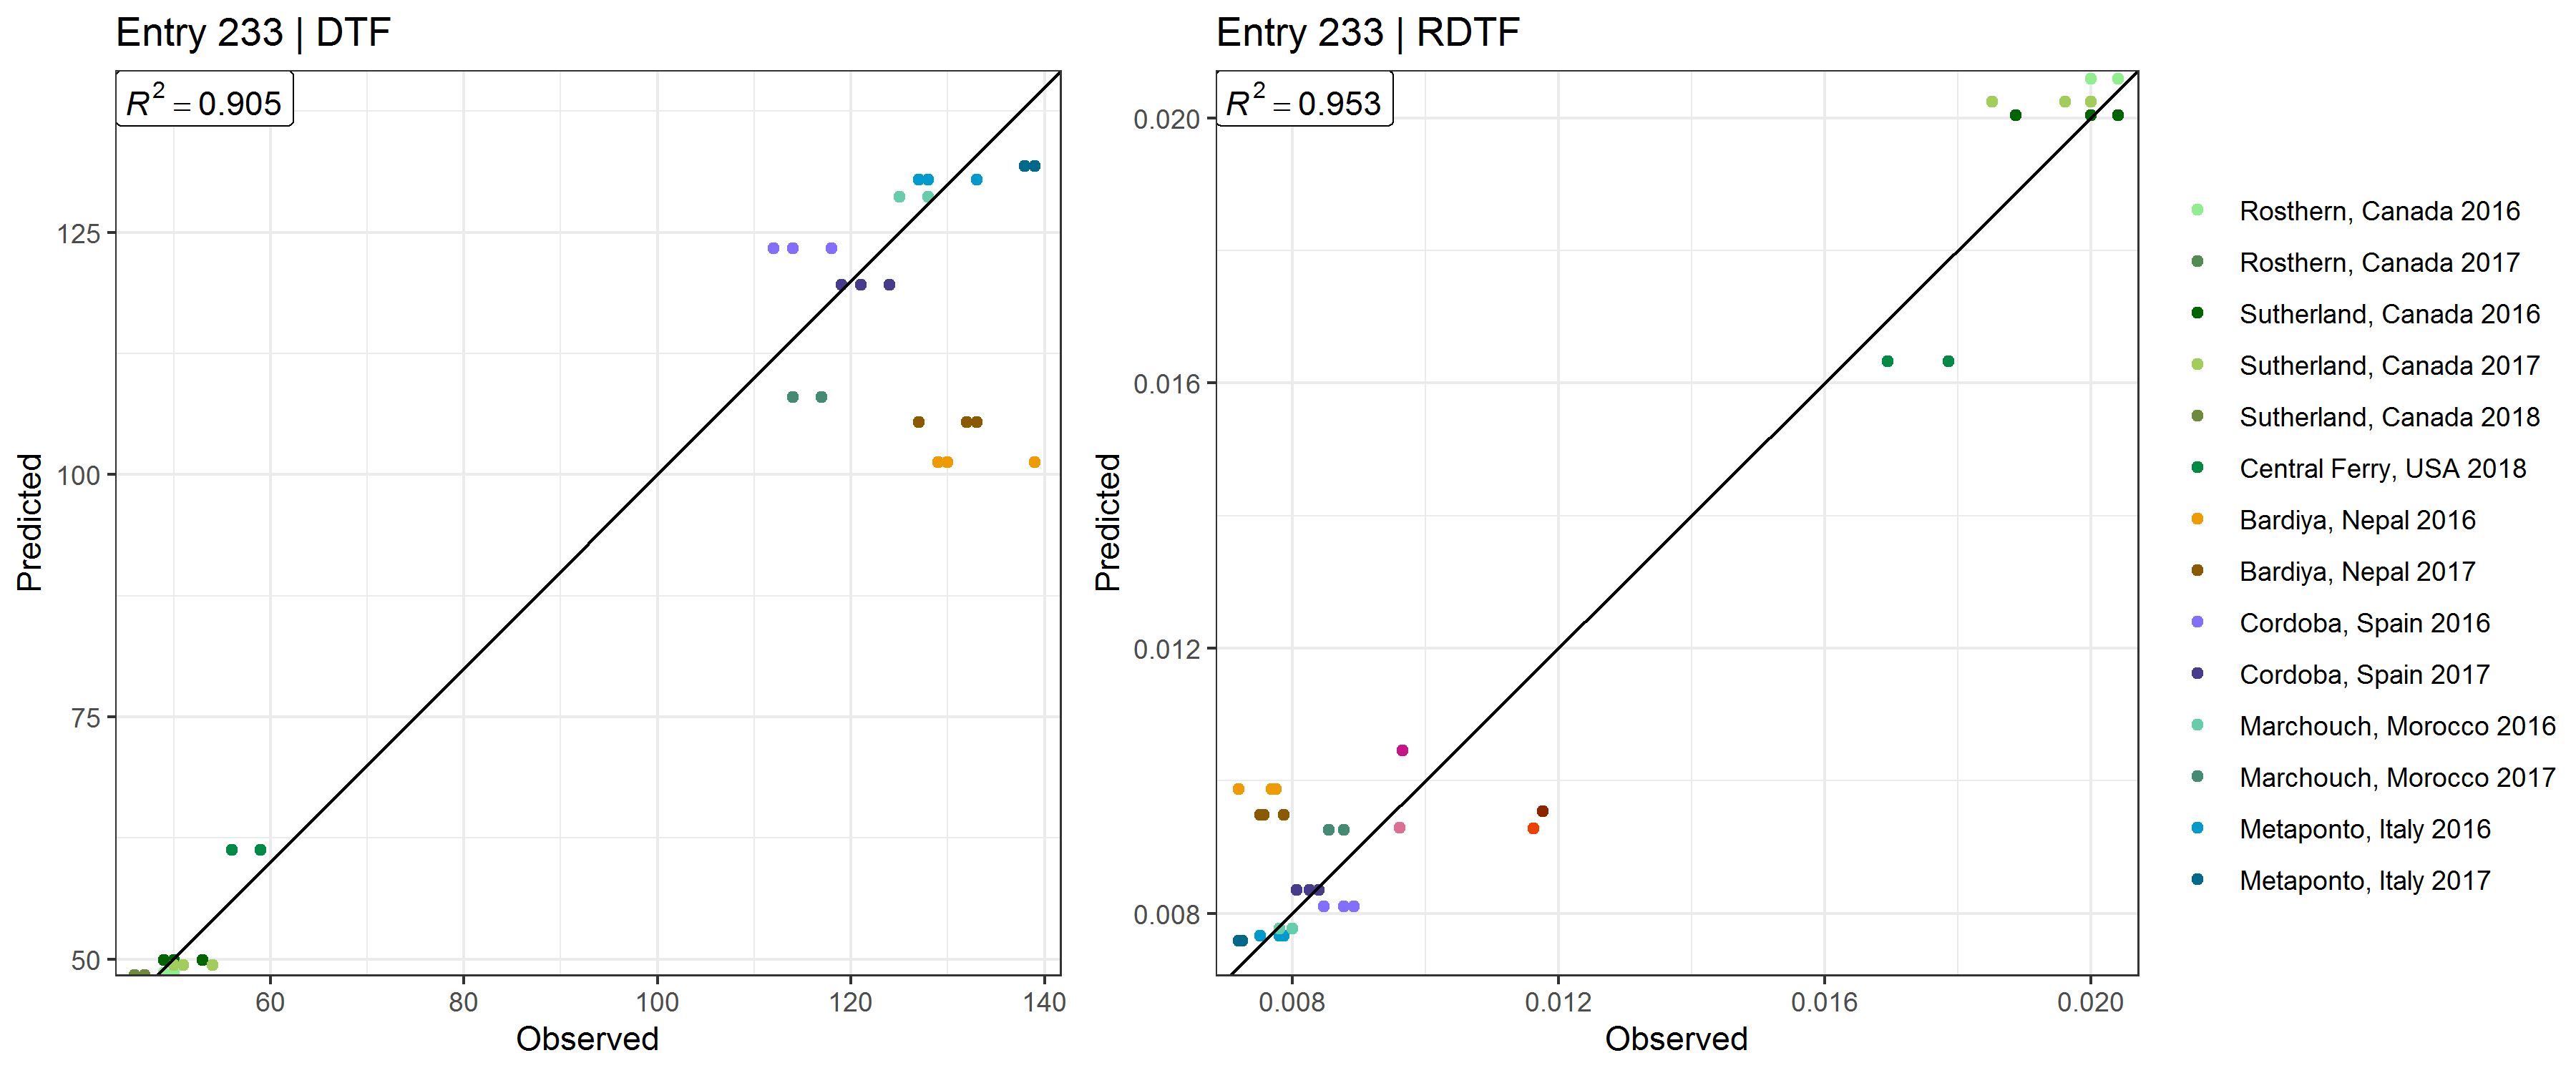 Entry 233 | DTF
R² = 0.905
125
100
75
50
Predicted
60 80 100 120 140
Observed
Entry 233 | RDTF
R² = 0.953
0.020
0.016
0.012
0.008
Predicted
0.008 0.012 0.016 0.020
Observed
Rosthern, Canada 2016
Rosthern, Canada 2017
Sutherland, Canada 2016
Sutherland, Canada 2017
Sutherland, Canada 2018
Central Ferry, USA 2018
Bardiya, Nepal 2016
Bardiya, Nepal 2017
Cordoba, Spain 2016
Cordoba, Spain 2017
Marchouch, Morocco 2016
Marchouch, Morocco 2017
Metaponto, Italy 2016
Metaponto, Italy 2017